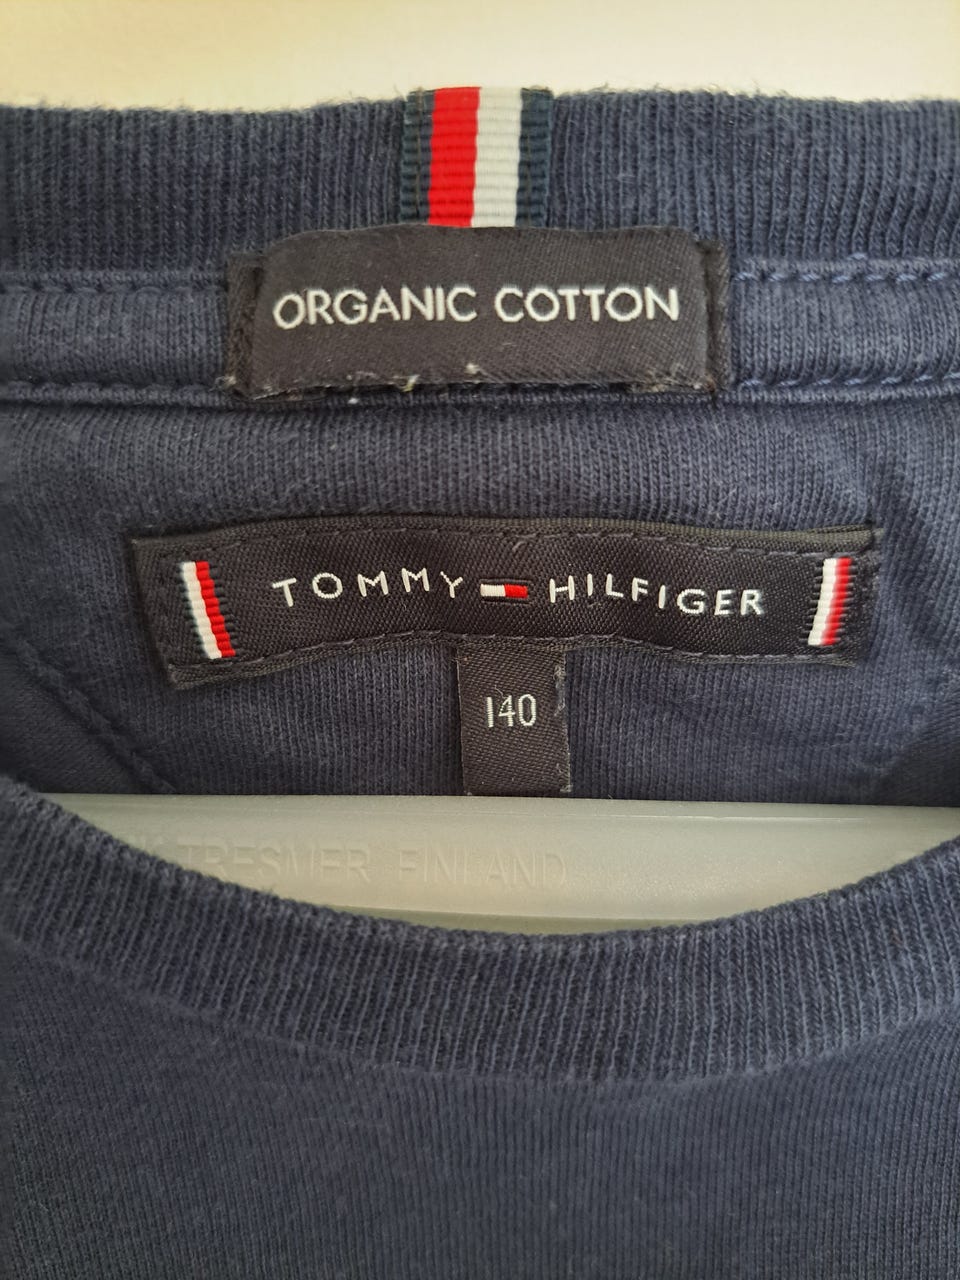 ORGANIC COTTON
TOMMY HILFIGER
140
TRESMER FINLAND